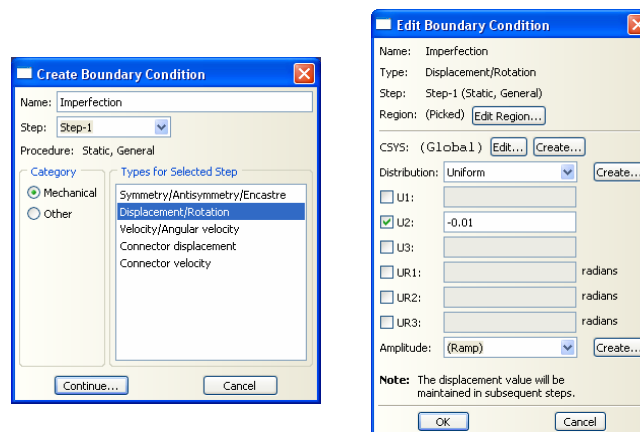 Create Boundary Condition
Name: Imperfection
Step: Step-1
Procedure: Static, General
Category
Mechanical
Other
Types for Selected Step
Symmetry/Antisymmetry/Encastre
Displacement/Rotation
Velocity/Angular velocity
Connector displacement
Connector velocity
Continue... Cancel
Edit Boundary Condition
Name: Imperfection
Type: Displacement/Rotation
Step: Step-1 (Static, General)
Region: (Picked) Edit Region...
CSYS: (Global) Edit... Create...
Distribution: Uniform Create...
U1:
U2: -0.01
U3:
UR1: radians
UR2: radians
UR3: radians
Amplitude: (Ramp) Create...
Note: The displacement value will be
maintained in subsequent steps.
OK Cancel